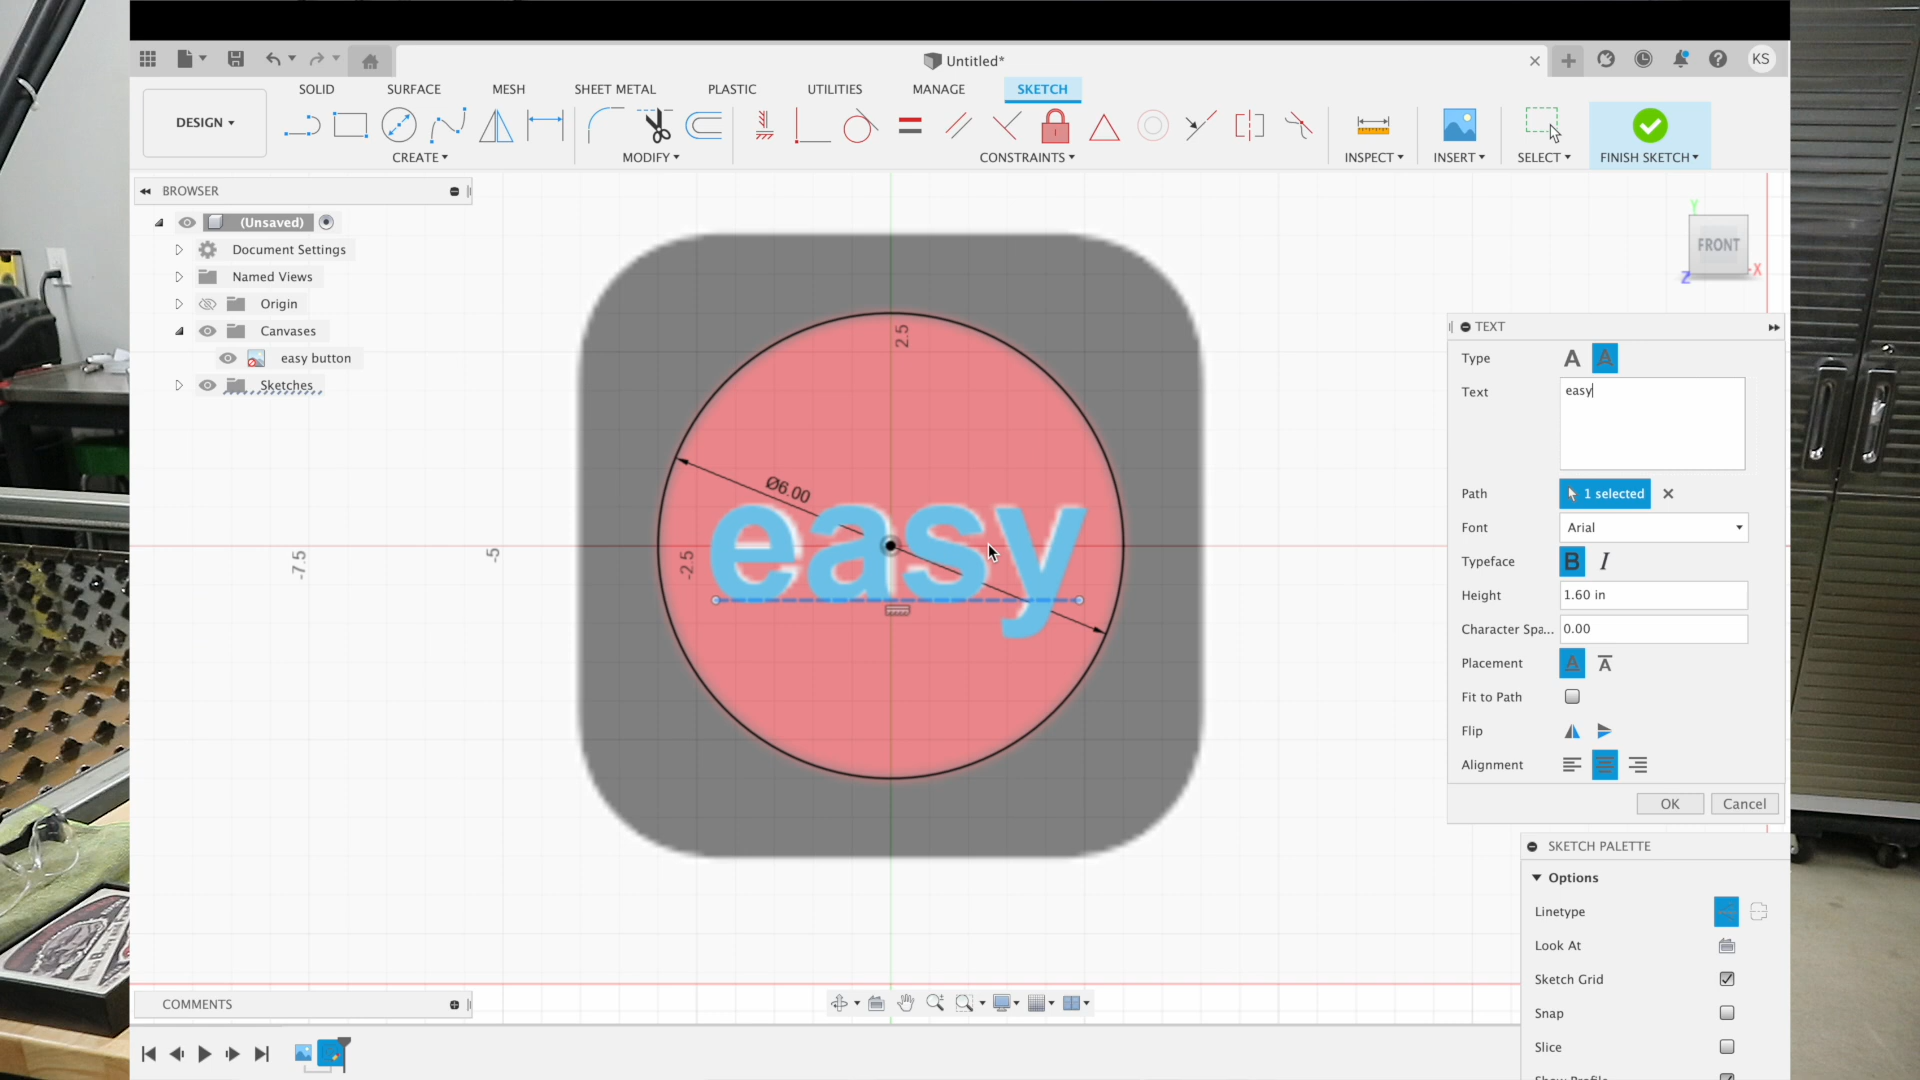 Untitled*
KS
SOLID SURFACE MESH SHEET METAL PLASTIC UTILITIES MANAGE SKETCH
DESIGN
CREATE MODIFY CONSTRAINTS INSPECT INSERT SELECT FINISH SKETCH
BROWSER
(Unsaved)
Document Settings
Named Views
Origin
Canvases
easy button
Sketches
Y
FRONT
X
Z
2.5
Ø6.00
easy
-2.5
-5
-7.5
TEXT
Type A A
Text easy
Path 1 selected
Font Arial
Typeface B I
Height 1.60 in
Character Spa... 0.00
Placement A A
Fit to Path
Flip
Alignment
OK Cancel
SKETCH PALETTE
Options
Linetype
Look At
Sketch Grid
Snap
Slice
Show Profile
COMMENTS